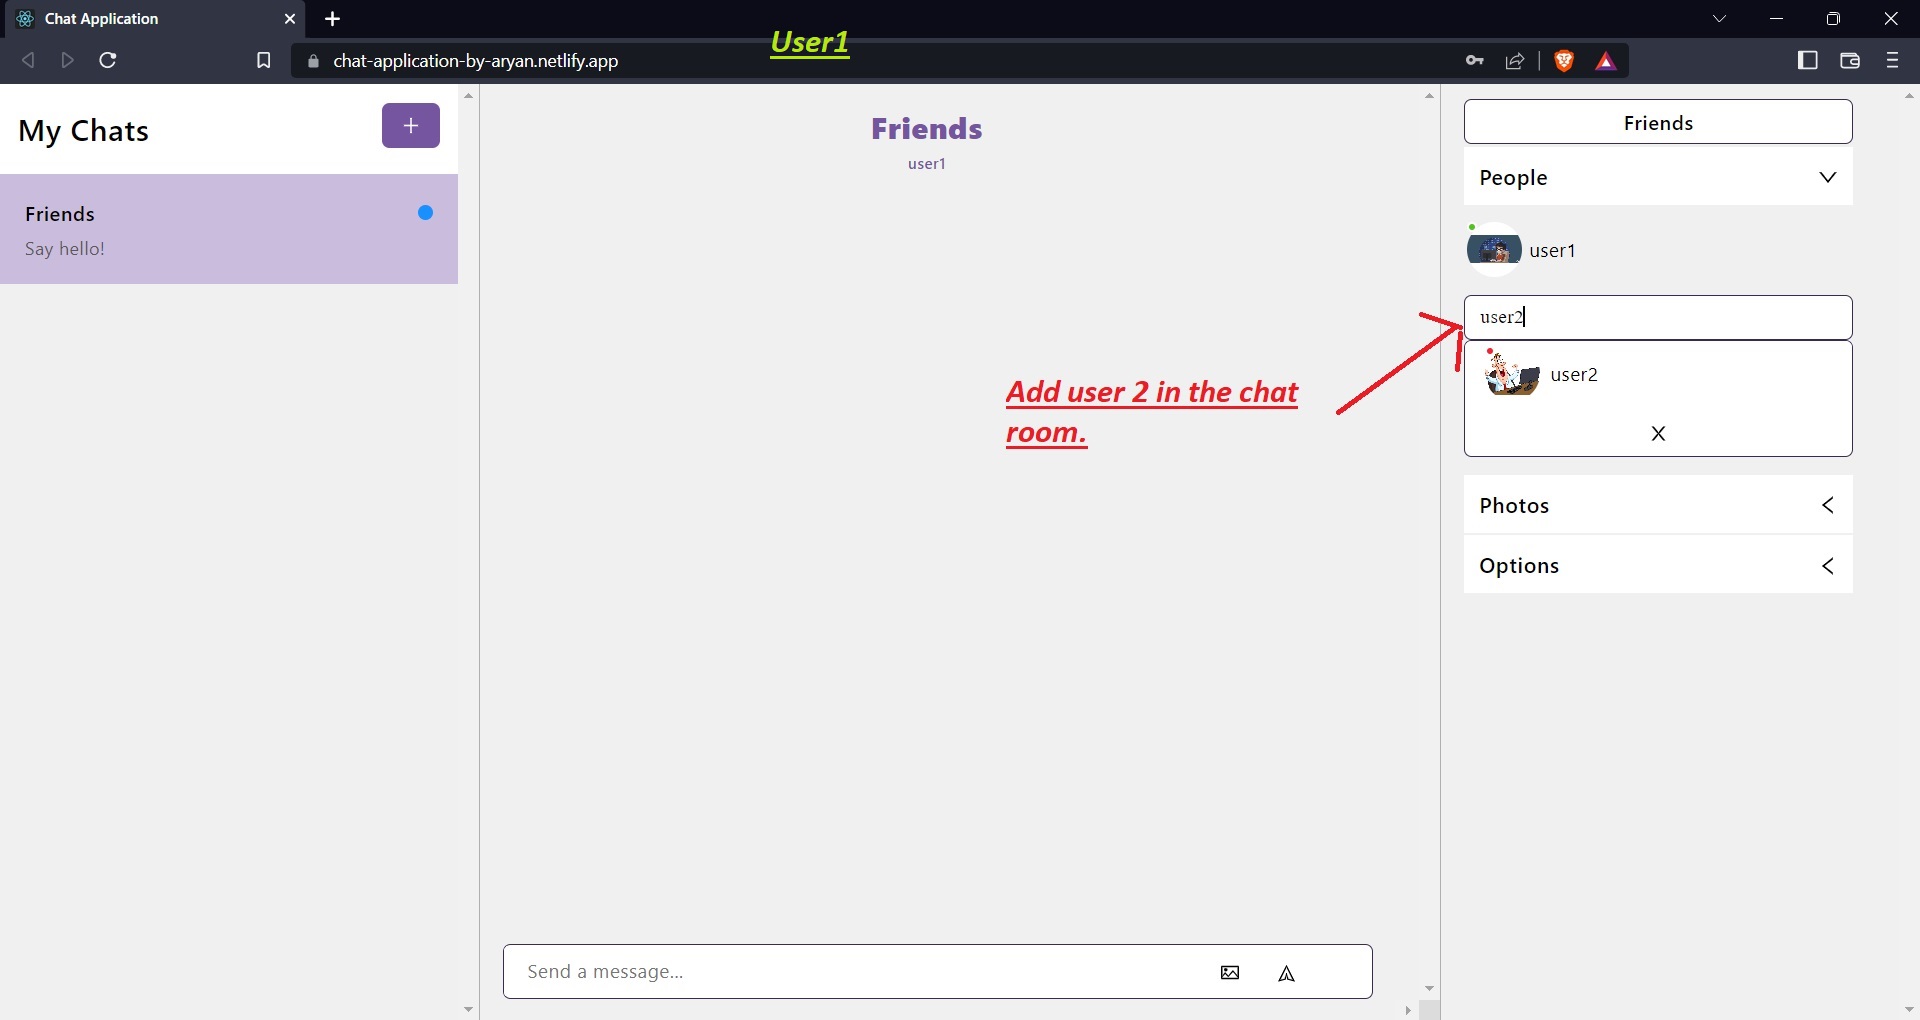 Chat Application
User1
chat-application-by-aryan.netlify.app
My Chats
+
Friends
Say hello!
Friends
user1
Add user 2 in the chat
room.
Send a message...
Friends
People
user1
user2
user2
X
Photos
Options